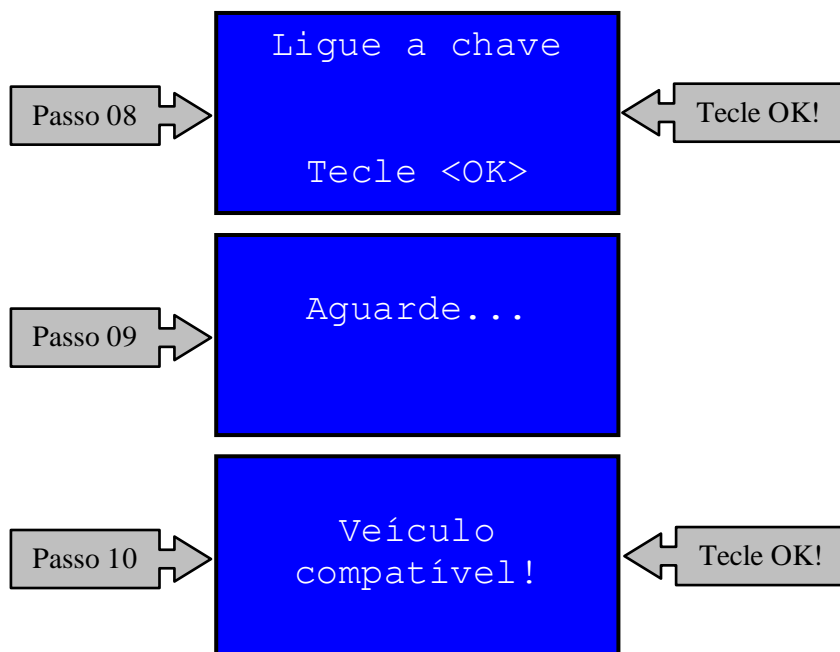 Ligue a chave
Passo 08
Tecle OK!
Tecle <OK>
Aguarde...
Passo 09
Veículo
compatível!
Passo 10
Tecle OK!